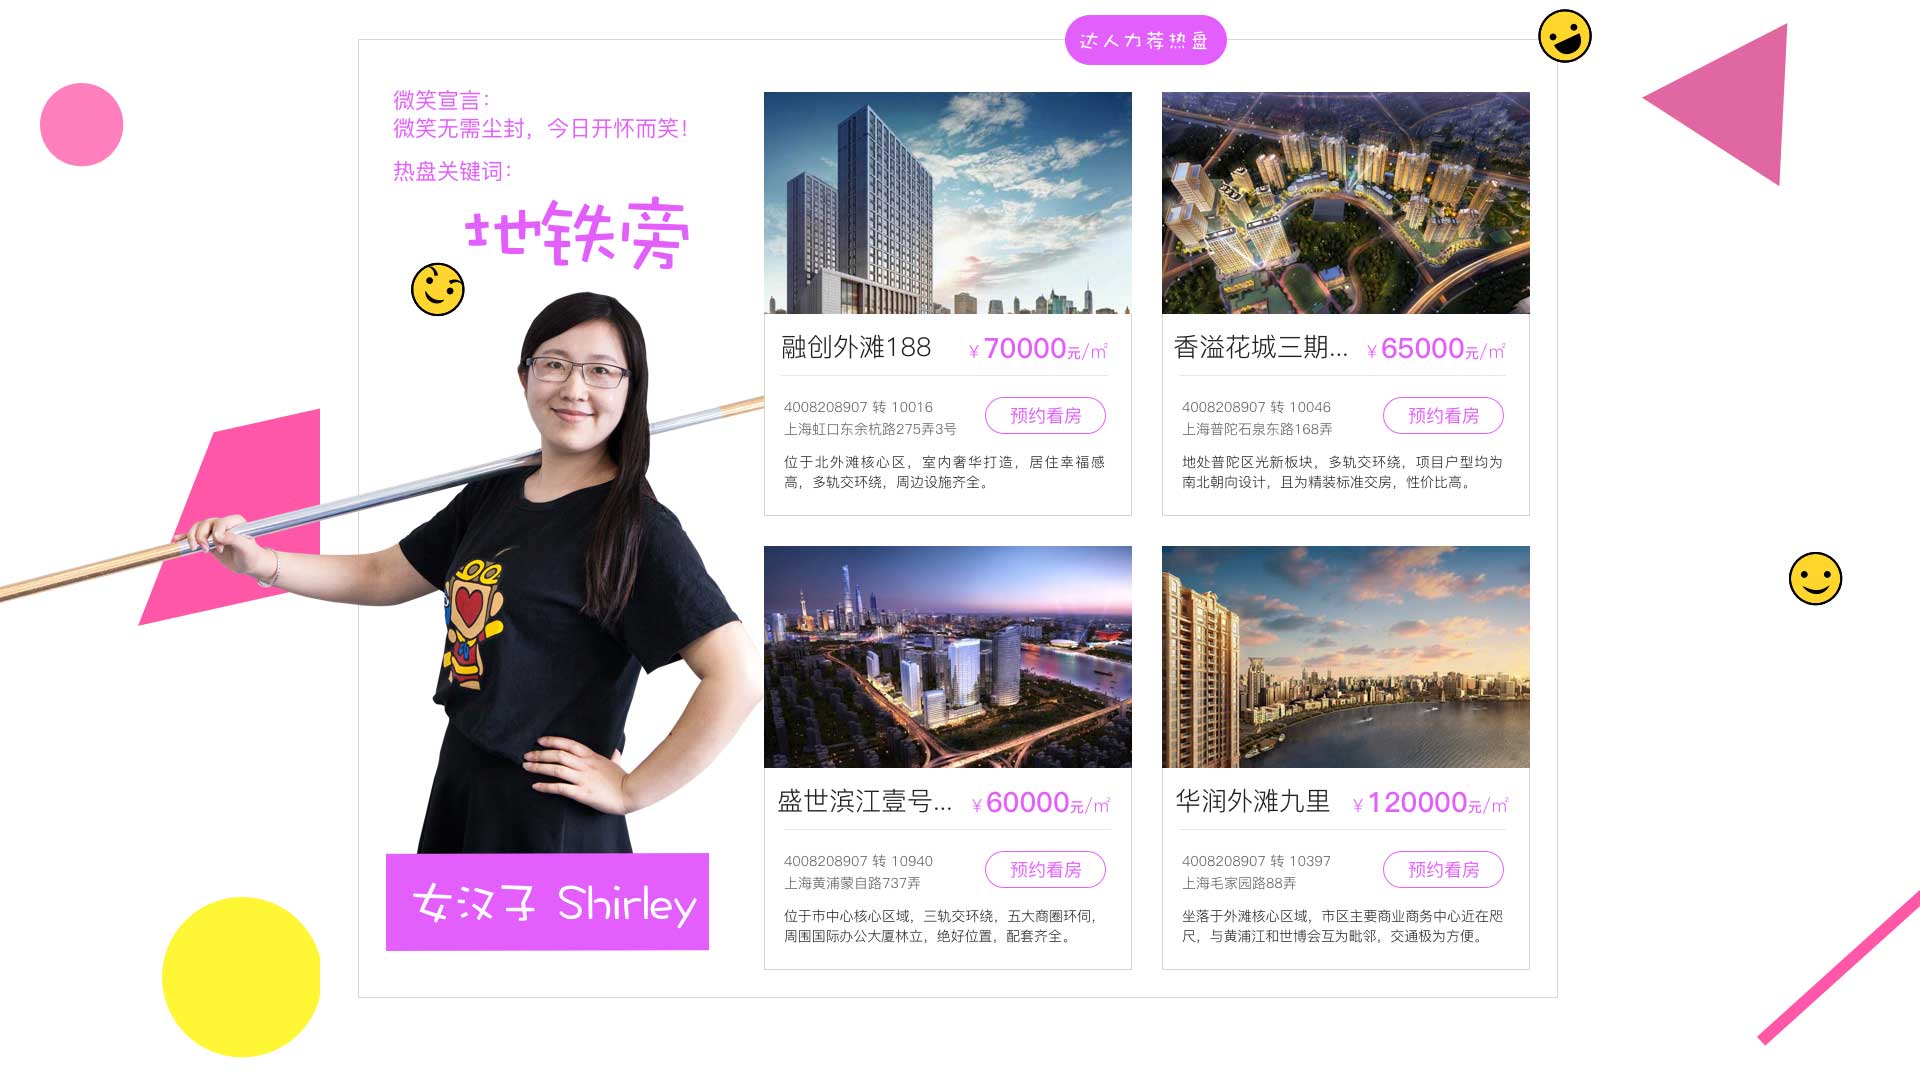 达人力荐热盘
微笑宣言：
微笑无需尘封，今日开怀而笑！
热盘关键词：
地铁旁
女汉子 Shirley
融创外滩188 ¥70000元/㎡
4008208907 转 10016
上海虹口东余杭路275弄3号
预约看房
位于北外滩核心区，室内奢华打造，居住幸福感
高，多轨交环绕，周边设施齐全。
香溢花城三期... ¥65000元/㎡
4008208907 转 10046
上海普陀石泉东路168弄
预约看房
地处普陀区光新板块，多轨交环绕，项目户型均为
南北朝向设计，且为精装标准交房，性价比高。
盛世滨江壹号... ¥60000元/㎡
4008208907 转 10940
上海黄浦蒙自路737弄
预约看房
位于市中心核心区域，三轨交环绕，五大商圈环伺，
周围国际办公大厦林立，绝好位置，配套齐全。
华润外滩九里 ¥120000元/㎡
4008208907 转 10397
上海毛家园路88弄
预约看房
坐落于外滩核心区域，市区主要商业商务中心近在咫
尺，与黄浦江和世博会互为毗邻，交通极为方便。